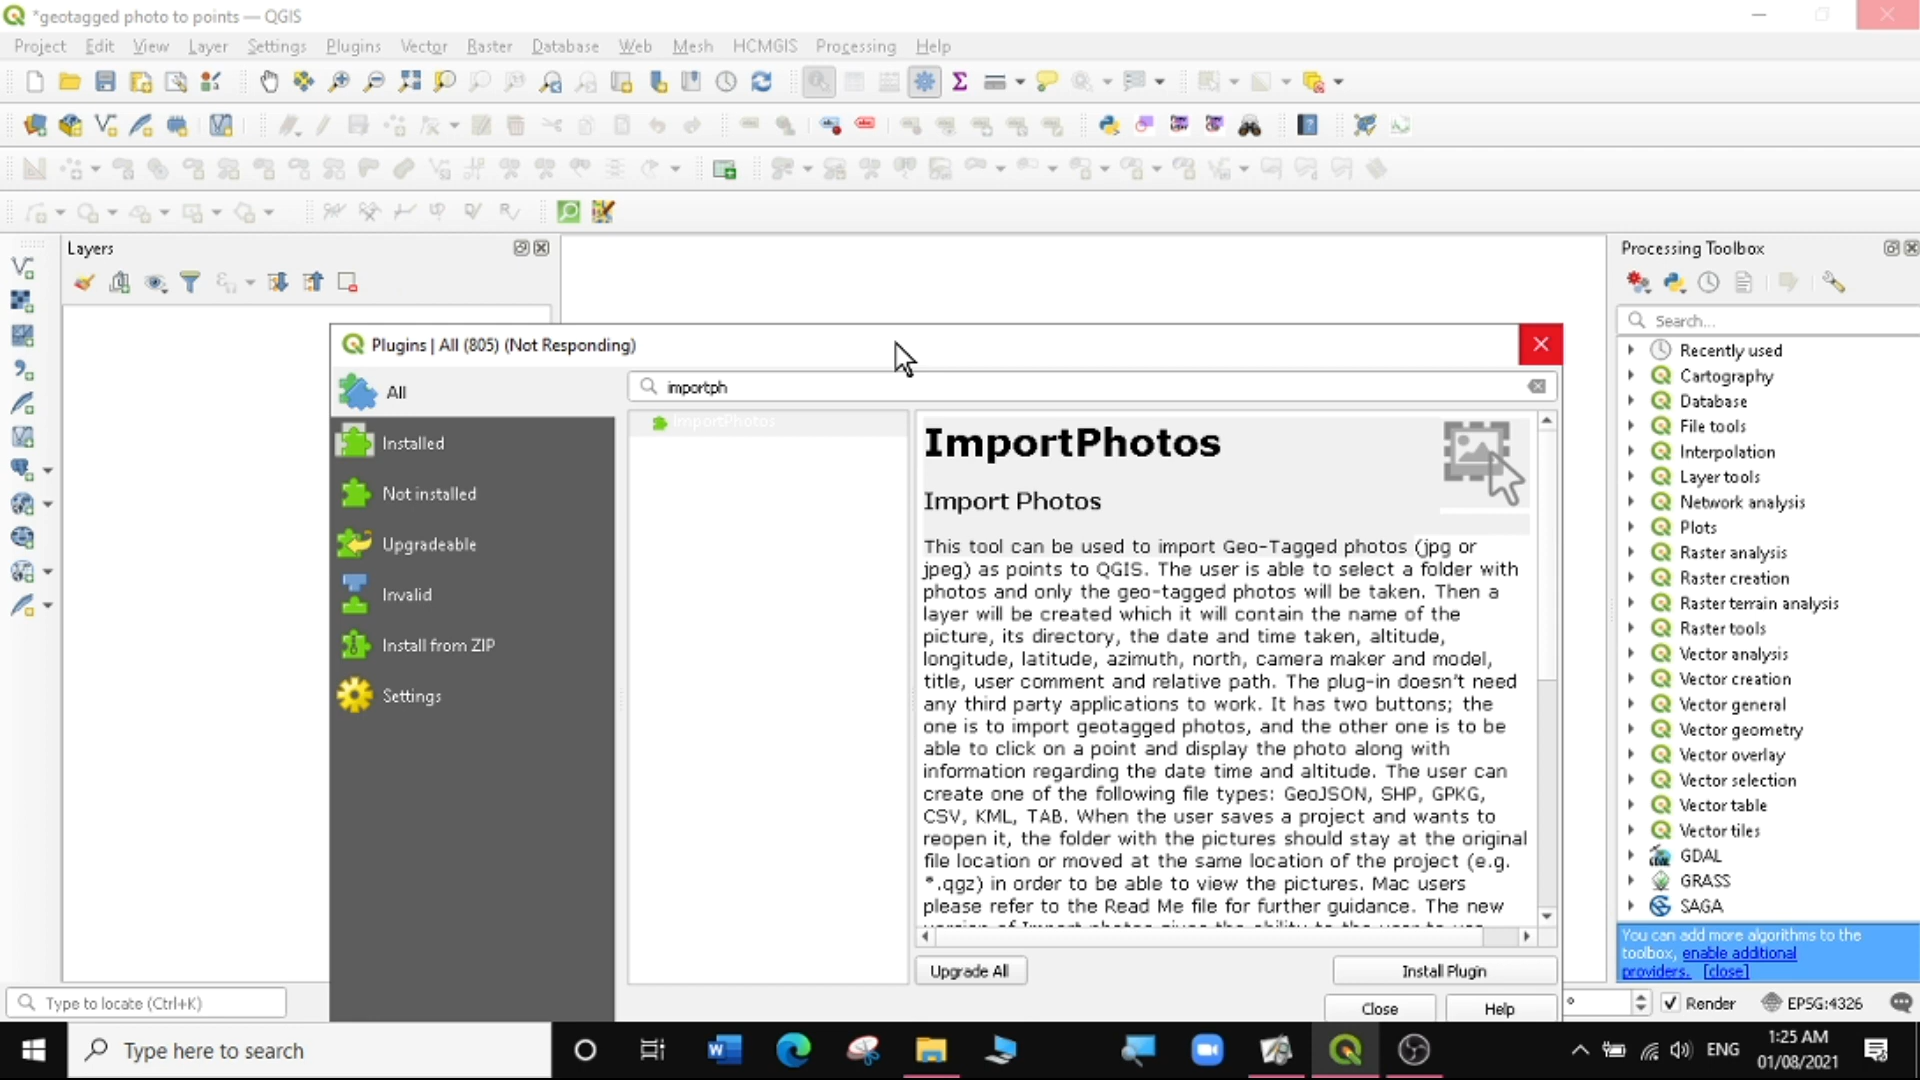 *geotagged photo to points — QGIS
Project Edit View Layer Settings Plugins Vector Raster Database Web Mesh HCMGIS Processing Help
Layers
Processing Toolbox
Search...
Recently used
Cartography
Database
File tools
Interpolation
Layer tools
Network analysis
Plots
Raster analysis
Raster creation
Raster terrain analysis
Raster tools
Vector analysis
Vector creation
Vector general
Vector geometry
Vector overlay
Vector selection
Vector table
Vector tiles
GDAL
GRASS
SAGA
You can add more algorithms to the
toolbox, enable additional
providers. [close]
Plugins | All (805) (Not Responding)
All
Installed
Not installed
Upgradeable
Invalid
Install from ZIP
Settings
importph
ImportPhotos
ImportPhotos
Import Photos
This tool can be used to import Geo-Tagged photos (jpg or
jpeg) as points to QGIS. The user is able to select a folder with
photos and only the geo-tagged photos will be taken. Then a
layer will be created which it will contain the name of the
picture, its directory, the date and time taken, altitude,
longitude, latitude, azimuth, north, camera maker and model,
title, user comment and relative path. The plug-in doesn't need
any third party applications to work. It has two buttons; the
one is to import geotagged photos, and the other one is to be
able to click on a point and display the photo along with
information regarding the date time and altitude. The user can
create one of the following file types: GeoJSON, SHP, GPKG,
CSV, KML, TAB. When the user saves a project and wants to
reopen it, the folder with the pictures should stay at the original
file location or moved at the same location of the project (e.g.
*.qgz) in order to be able to view the pictures. Mac users
please refer to the Read Me file for further guidance. The new
Upgrade All
Install Plugin
Close
Help
Type to locate (Ctrl+K)
° Render EPSG:4326
Type here to search
ENG
1:25 AM
01/08/2021